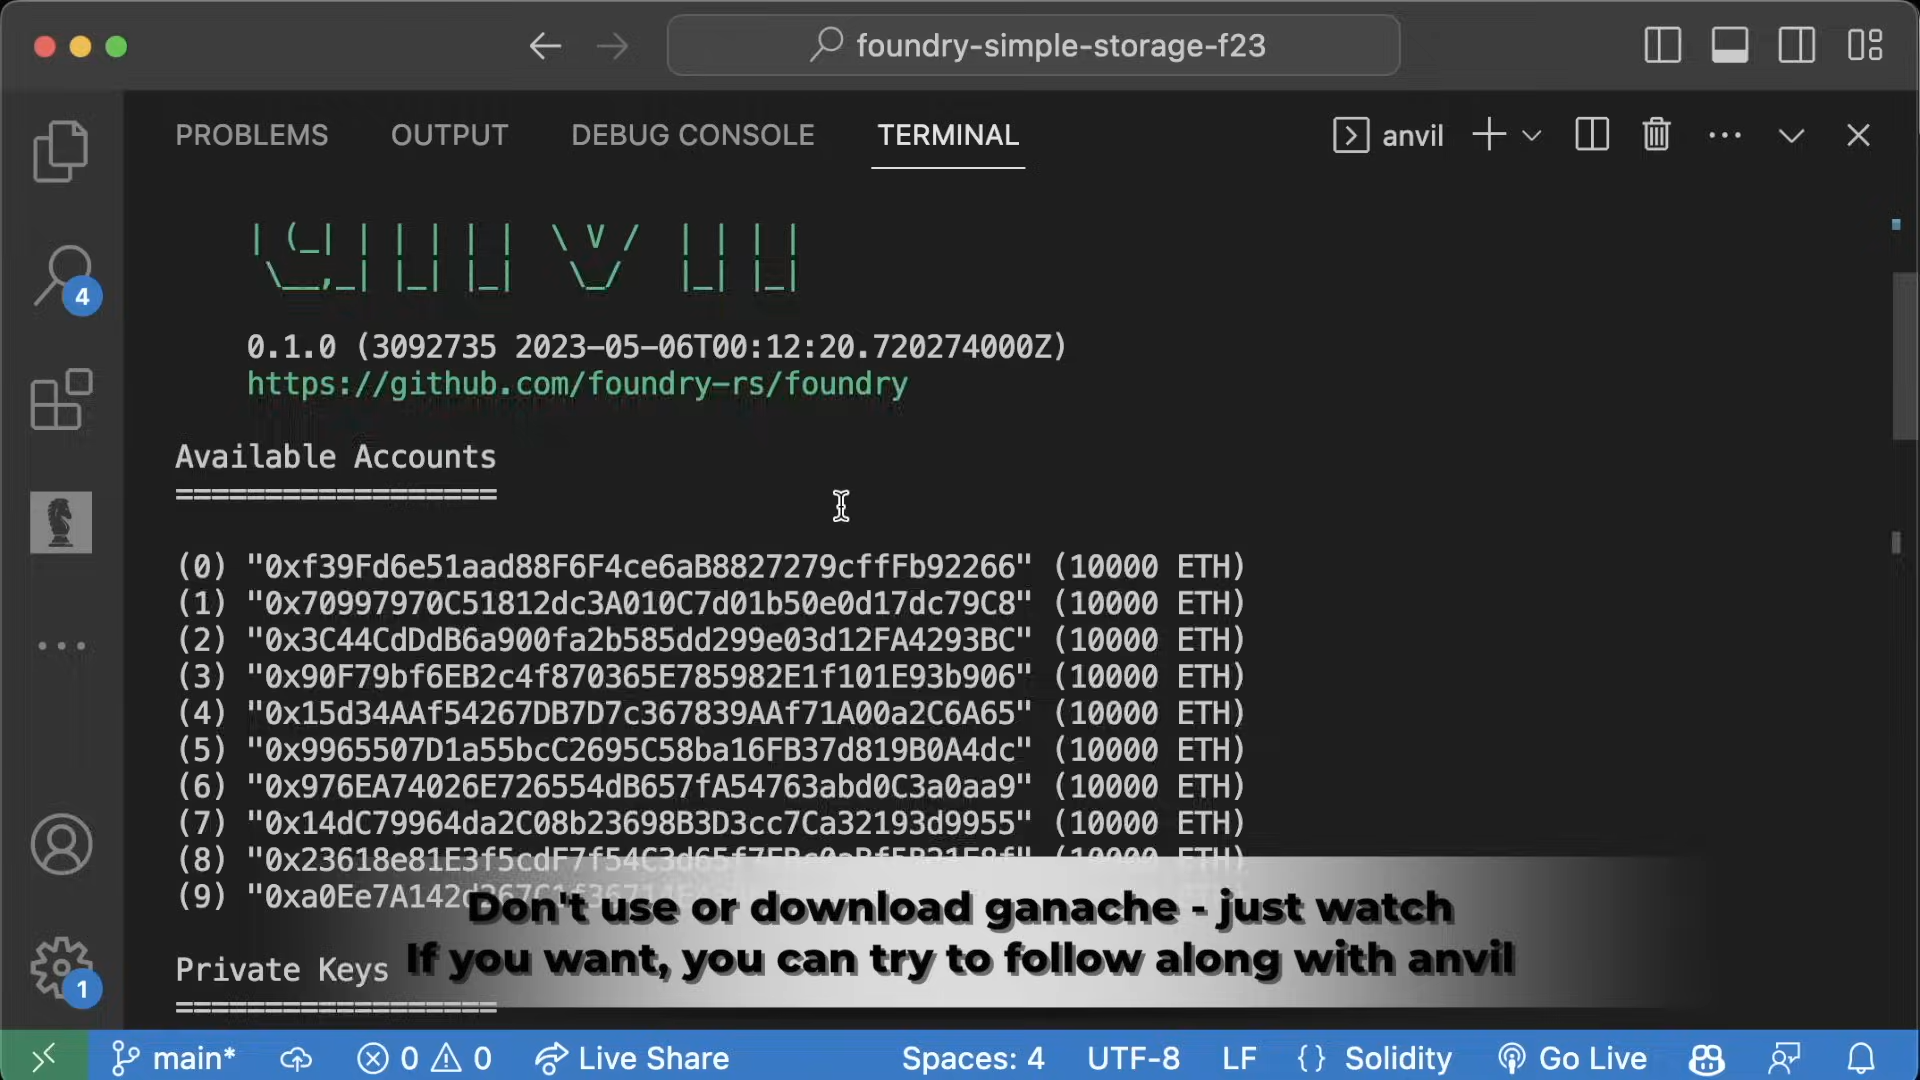 foundry-simple-storage-f23
PROBLEMS OUTPUT DEBUG CONSOLE TERMINAL anvil
0.1.0 (3092735 2023-05-06T00:12:20.720274000Z)
https://github.com/foundry-rs/foundry
Available Accounts
==================
(0) "0xf39Fd6e51aad88F6F4ce6aB8827279cffFb92266" (10000 ETH)
(1) "0x70997970C51812dc3A010C7d01b50e0d17dc79C8" (10000 ETH)
(2) "0x3C44CdDdB6a900fa2b585dd299e03d12FA4293BC" (10000 ETH)
(3) "0x90F79bf6EB2c4f870365E785982E1f101E93b906" (10000 ETH)
(4) "0x15d34AAf54267DB7D7c367839AAf71A00a2C6A65" (10000 ETH)
(5) "0x9965507D1a55bcC2695C58ba16FB37d819B0A4dc" (10000 ETH)
(6) "0x976EA74026E726554dB657fA54763abd0C3a0aa9" (10000 ETH)
(7) "0x14dC79964da2C08b23698B3D3cc7Ca32193d9955" (10000 ETH)
(8) (10000 ETH)
(9)
Don't use or download ganache - just watch
If you want, you can try to follow along with anvil
Private Keys
==================
4
1
main* 0 0 Live Share Spaces: 4 UTF-8 LF {} Solidity Go Live